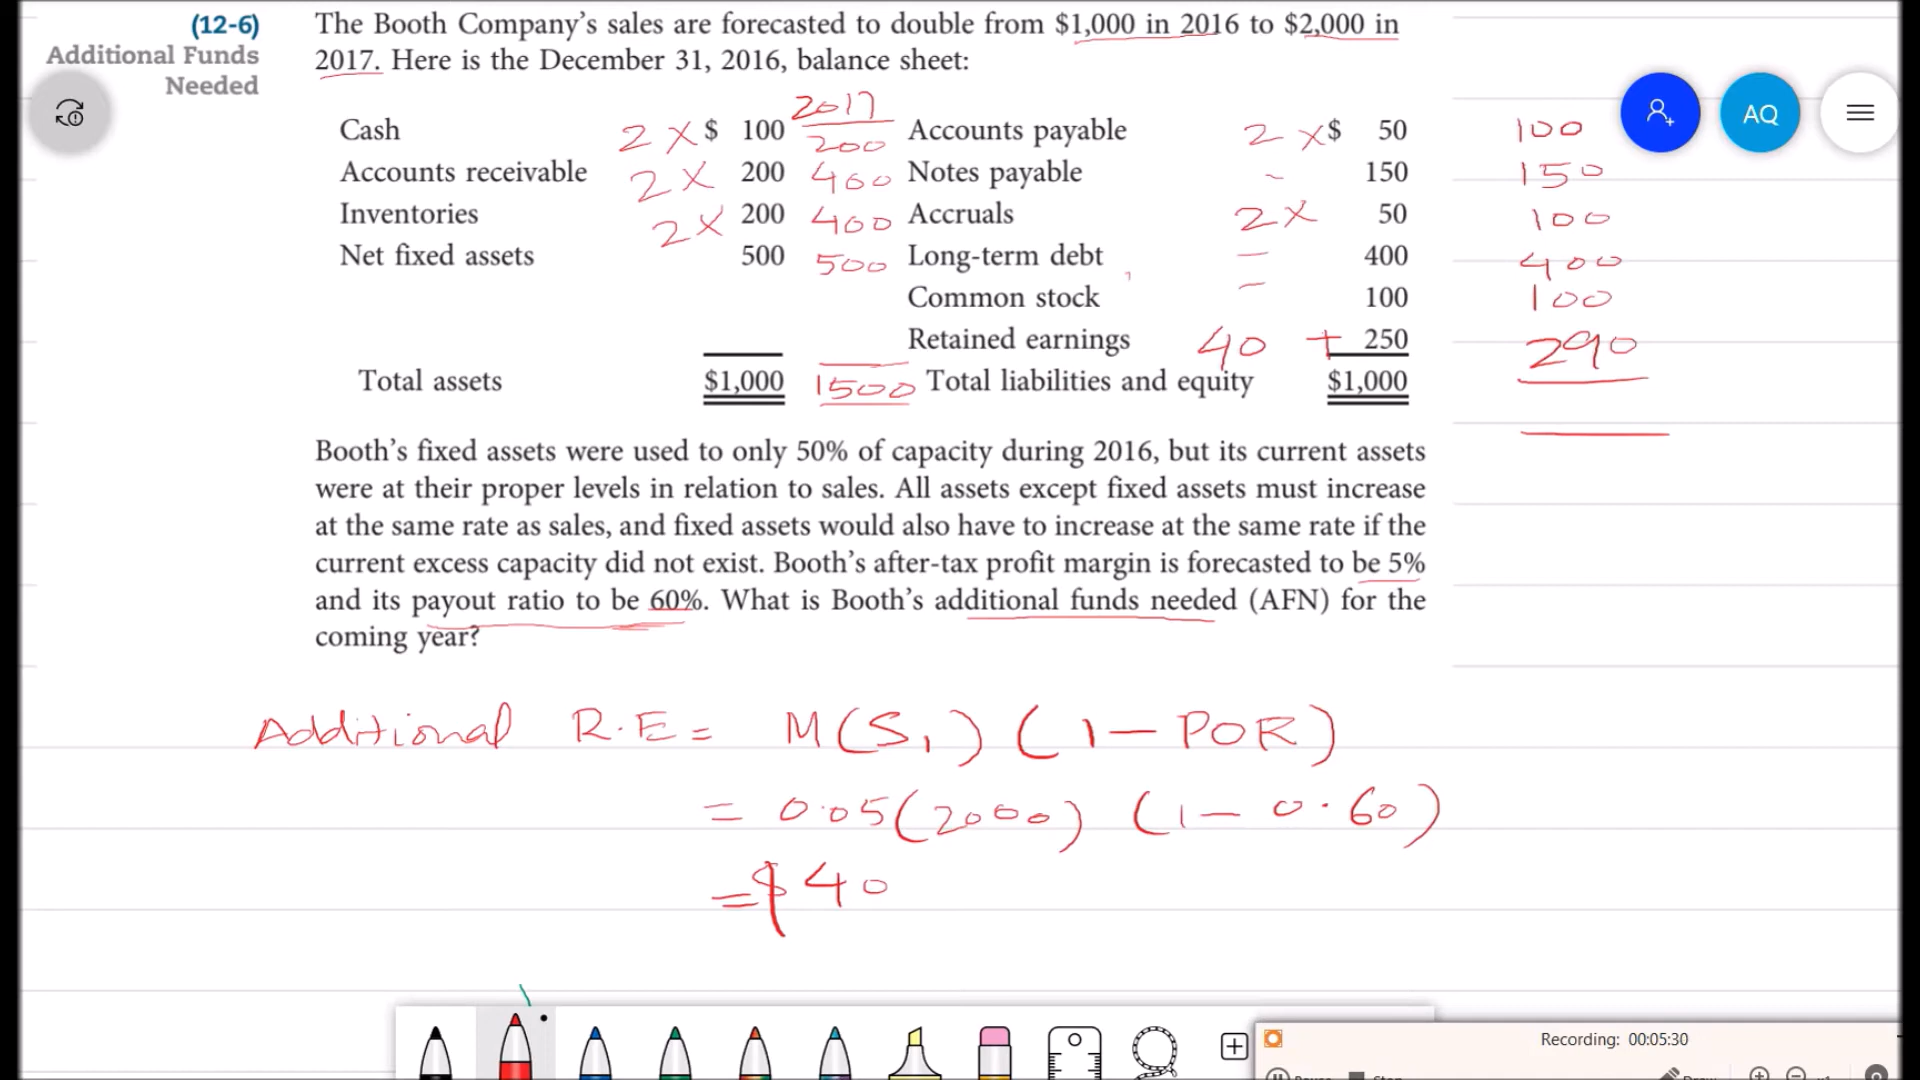 (12-6)
Additional Funds
Needed
The Booth Company's sales are forecasted to double from $1,000 in 2016 to $2,000 in
2017. Here is the December 31, 2016, balance sheet:
2017
Cash 2 x $ 100 200 Accounts payable 2 x $ 50 100
Accounts receivable 2 x 200 400 Notes payable - 150 150
Inventories 2 x 200 400 Accruals 2 x 50 100
Net fixed assets 500 500 Long-term debt - 400 400
Common stock - 100 100
Retained earnings 40 + 250 290
Total assets $1,000 1500 Total liabilities and equity $1,000
Booth's fixed assets were used to only 50% of capacity during 2016, but its current assets
were at their proper levels in relation to sales. All assets except fixed assets must increase
at the same rate as sales, and fixed assets would also have to increase at the same rate if the
current excess capacity did not exist. Booth's after-tax profit margin is forecasted to be 5%
and its payout ratio to be 60%. What is Booth's additional funds needed (AFN) for the
coming year?
Additional R.E = M(S1) (1 - POR)
= 0.05(2000) (1 - 0.60)
= $ 40
AQ
Recording: 00:05:30
Draw
x1